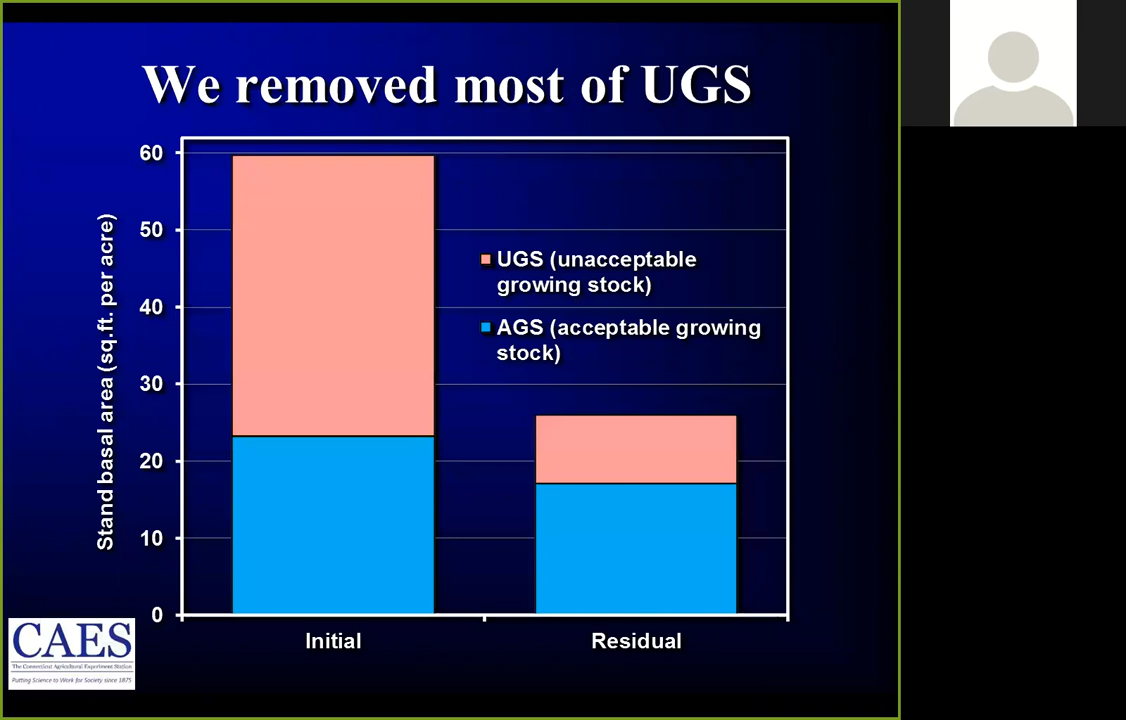 We removed most of UGS
60
50
40
30
20
10
0
Stand basal area (sq.ft. per acre)
UGS (unacceptable
growing stock)
AGS (acceptable growing
stock)
Initial
Residual
CAES
The Connecticut Agricultural Experiment Station
Putting Science to Work for Society since 1875